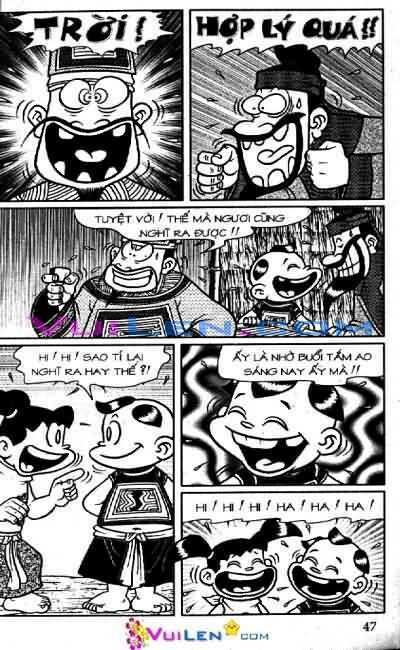 TRỜI!
HỢP LÝ QUÁ!!
TUYỆT VỜI! THẾ MÀ NGƯƠI CŨNG
NGHĨ RA ĐƯỢC!!
VUILEN.COM
HI! HI! SAO TÍ LẠI
NGHĨ RA HAY THẾ?!
ẤY LÀ NHỜ BUỔI TẮM AO
SÁNG NAY ẤY MÀ!!
HI! HI! HI! HA! HA! HA!
47
VUILEN.COM